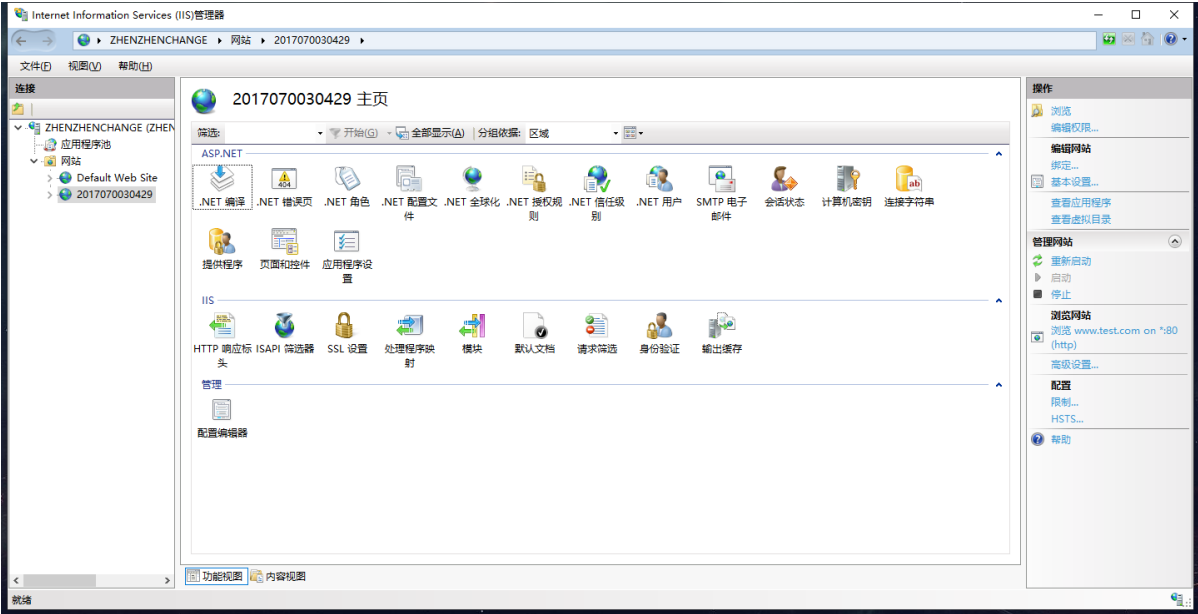 Internet Information Services (IIS)管理器
ZHENZHENCHANGE 网站 2017070030429
文件(F) 视图(V) 帮助(H)
连接
ZHENZHENCHANGE (ZHEN
应用程序池
网站
Default Web Site
2017070030429
2017070030429 主页
筛选: 开始(G) 全部显示(A) 分组依据: 区域
ASP.NET
.NET 编译 .NET 错误页 .NET 角色 .NET 配置文 .NET 全球化 .NET 授权规 .NET 信任级 .NET 用户 SMTP 电子 会话状态 计算机密钥 连接字符串
件 则 别 邮件
提供程序 页面和控件 应用程序设
置
IIS
HTTP 响应标 ISAPI 筛选器 SSL 设置 处理程序映 模块 默认文档 请求筛选 身份验证 输出缓存
头 射
管理
配置编辑器
功能视图 内容视图
操作
浏览
编辑权限...
编辑网站
绑定...
基本设置...
查看应用程序
查看虚拟目录
管理网站
重新启动
启动
停止
浏览网站
浏览 www.test.com on *:80
(http)
高级设置...
配置
限制...
HSTS...
帮助
就绪